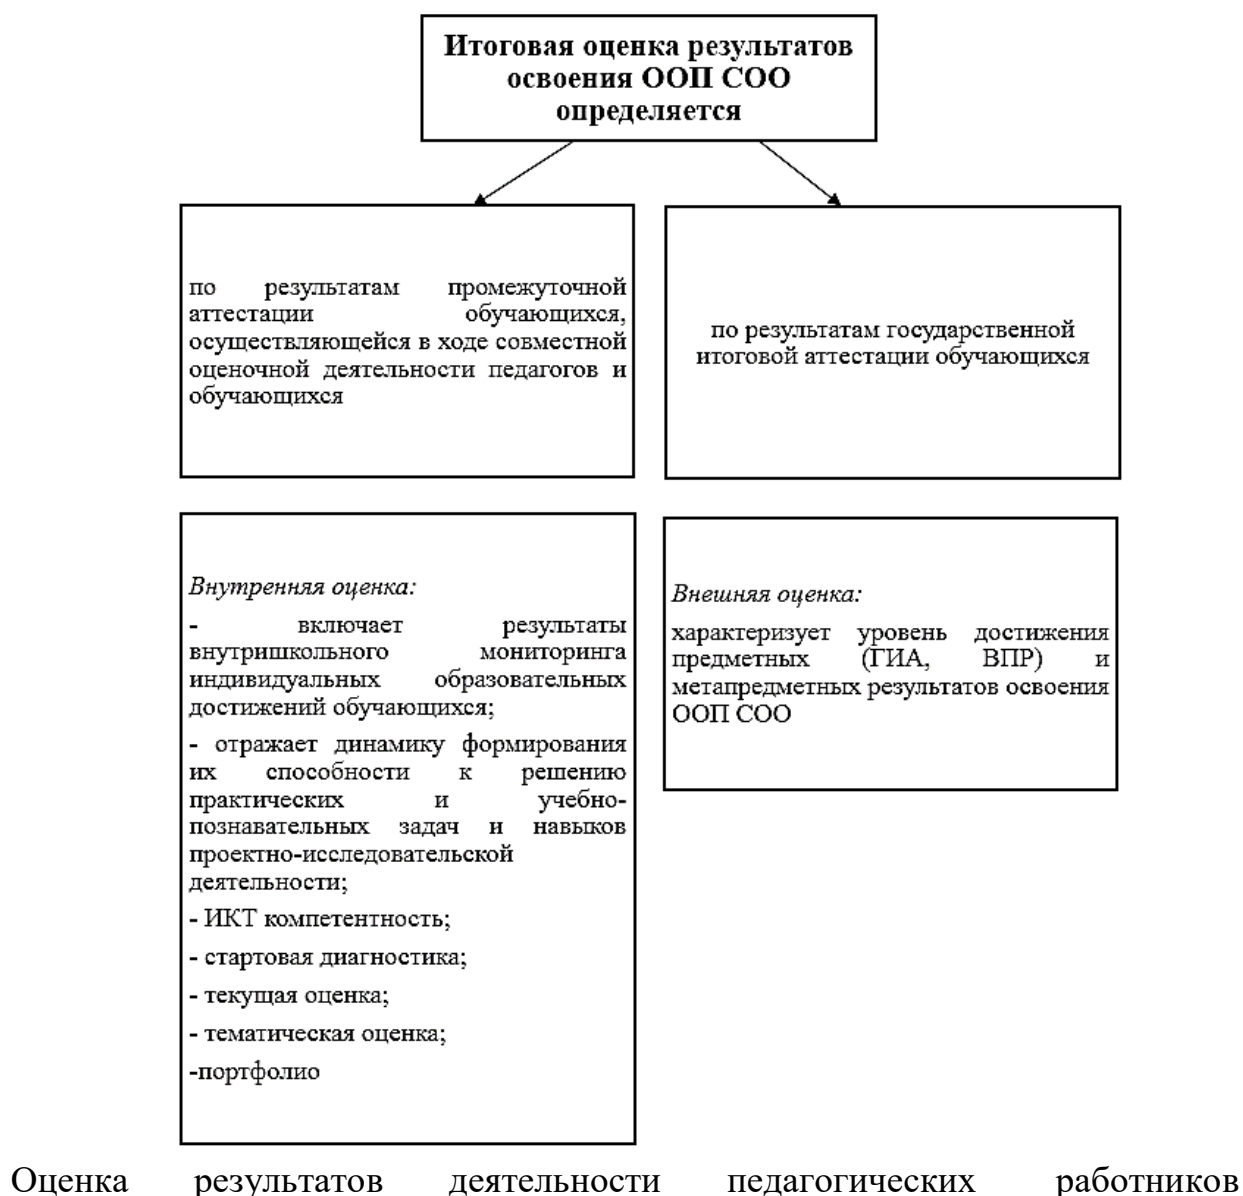 Итоговая оценка результатов
освоения ООП СОО
определяется
по результатам промежуточной
аттестации обучающихся,
осуществляющейся в ходе совместной
оценочной деятельности педагогов и
обучающихся
по результатам государственной
итоговой аттестации обучающихся
Внутренняя оценка:
- включает результаты
внутришкольного мониторинга
индивидуальных образовательных
достижений обучающихся;
- отражает динамику формирования
их способности к решению
практических и учебно-
познавательных задач и навыков
проектно-исследовательской
деятельности;
- ИКТ компетентность;
- стартовая диагностика;
- текущая оценка;
- тематическая оценка;
-портфолио
Внешняя оценка:
характеризует уровень достижения
предметных (ГИА, ВПР) и
метапредметных результатов освоения
ООП СОО
Оценка результатов деятельности педагогических работников